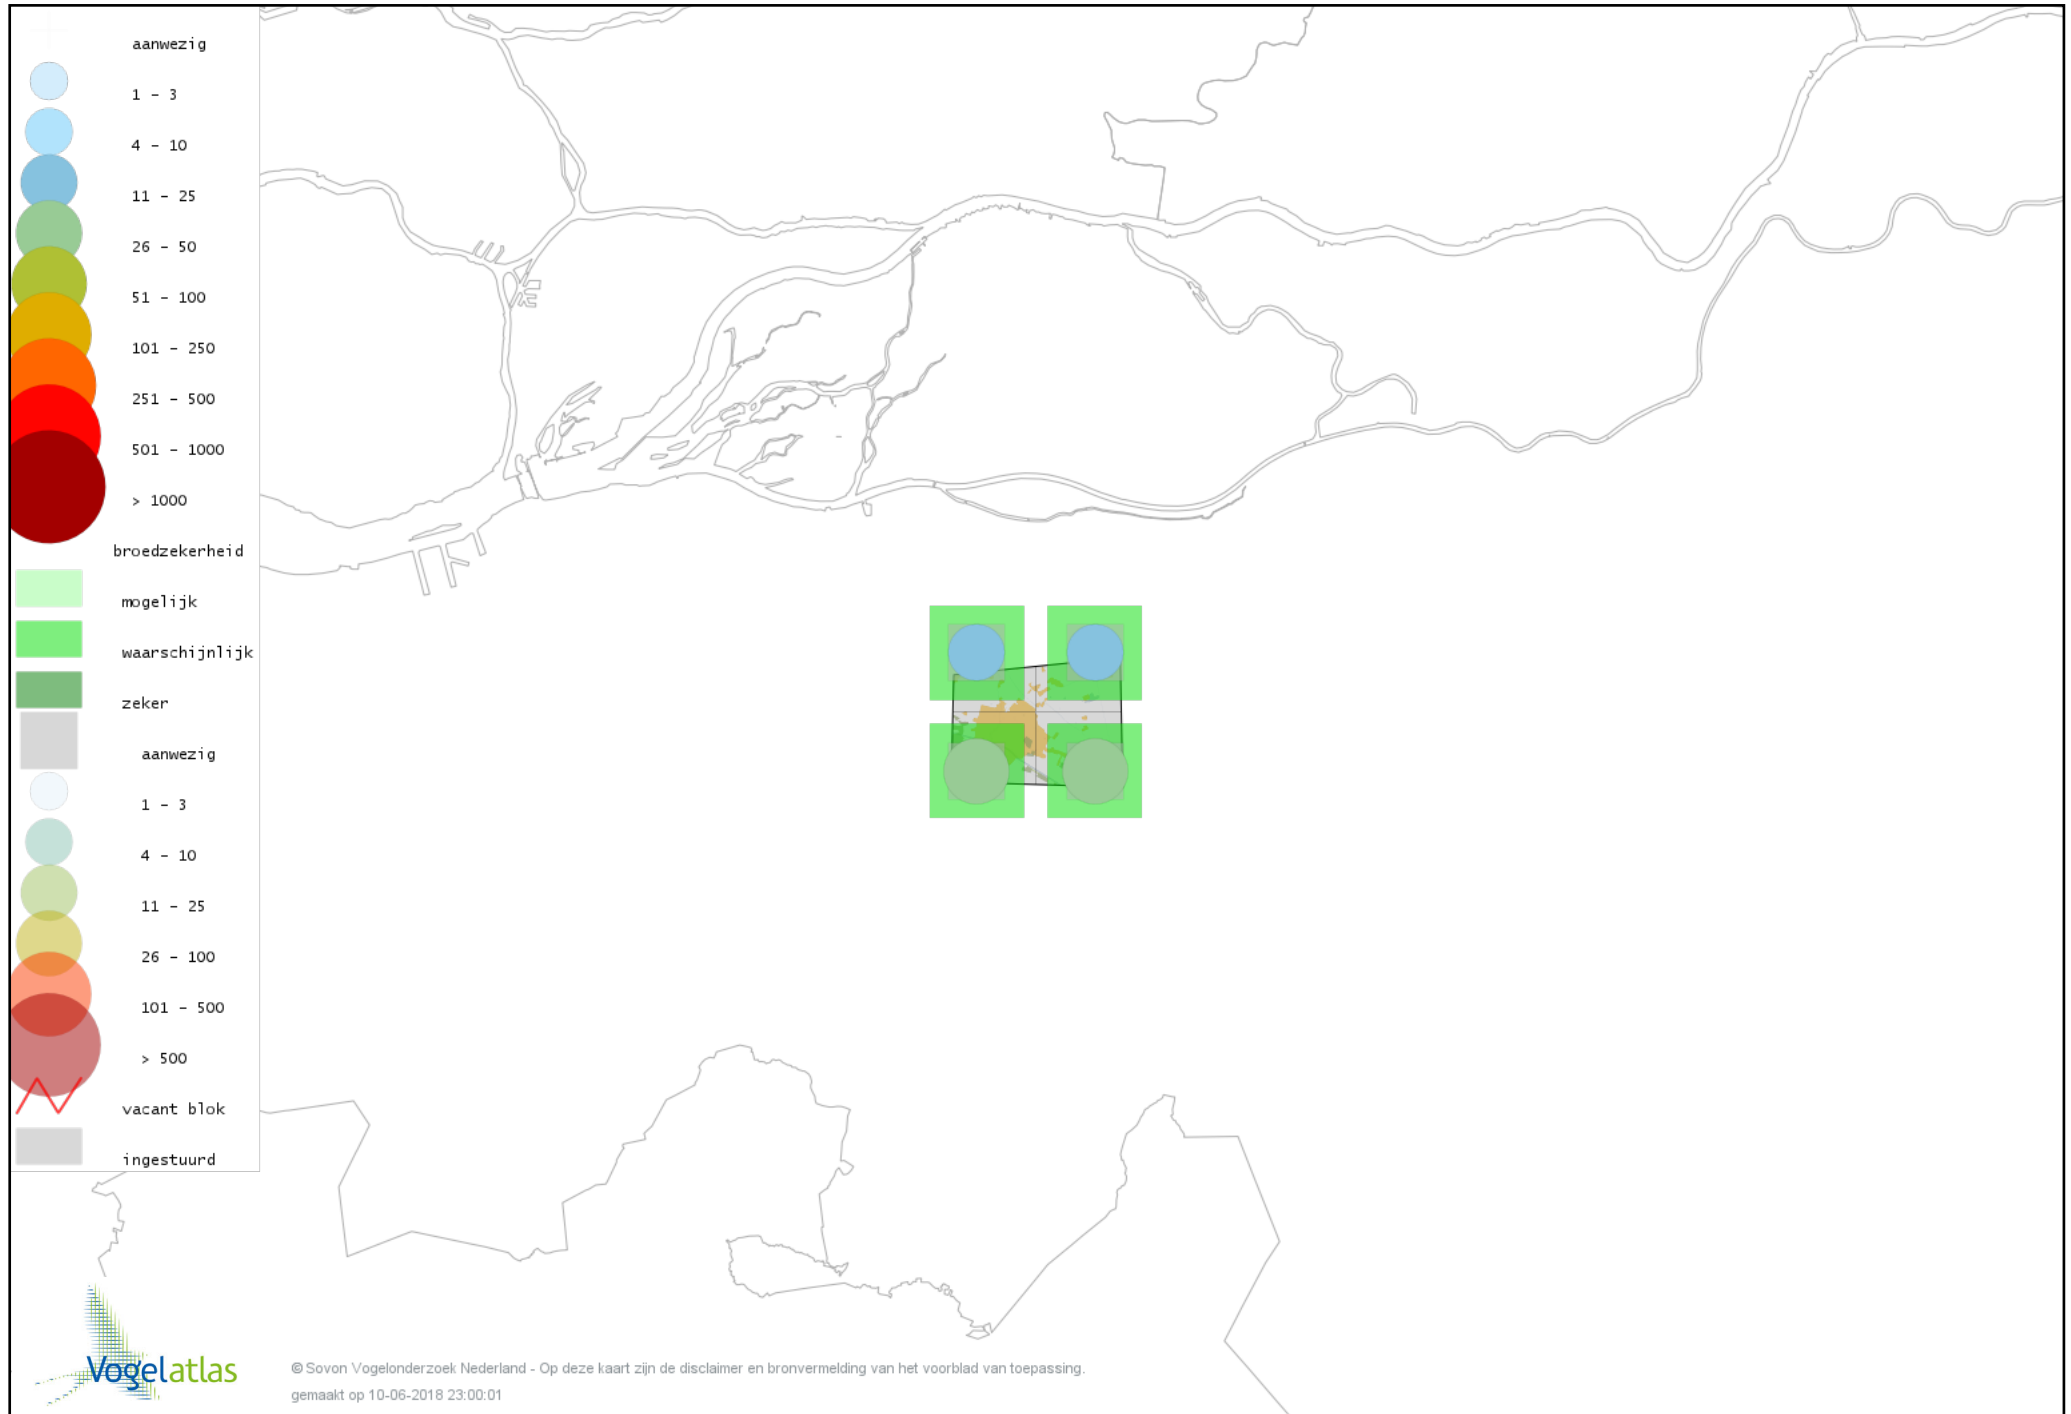 aanwezig
1 - 3
4 - 10
11 - 25
26 - 50
51 - 100
101 - 250
251 - 500
501 - 1000
> 1000
broedzekerheid
mogelijk
waarschijnlijk
zeker
aanwezig
1 - 3
4 - 10
11 - 25
26 - 100
101 - 500
> 500
vacant blok
ingestuurd
Vogelatlas
© Sovon Vogelonderzoek Nederland - Op deze kaart zijn de disclaimer en bronvermelding van het voorblad van toepassing.
gemaakt op 10-06-2018 23:00:01